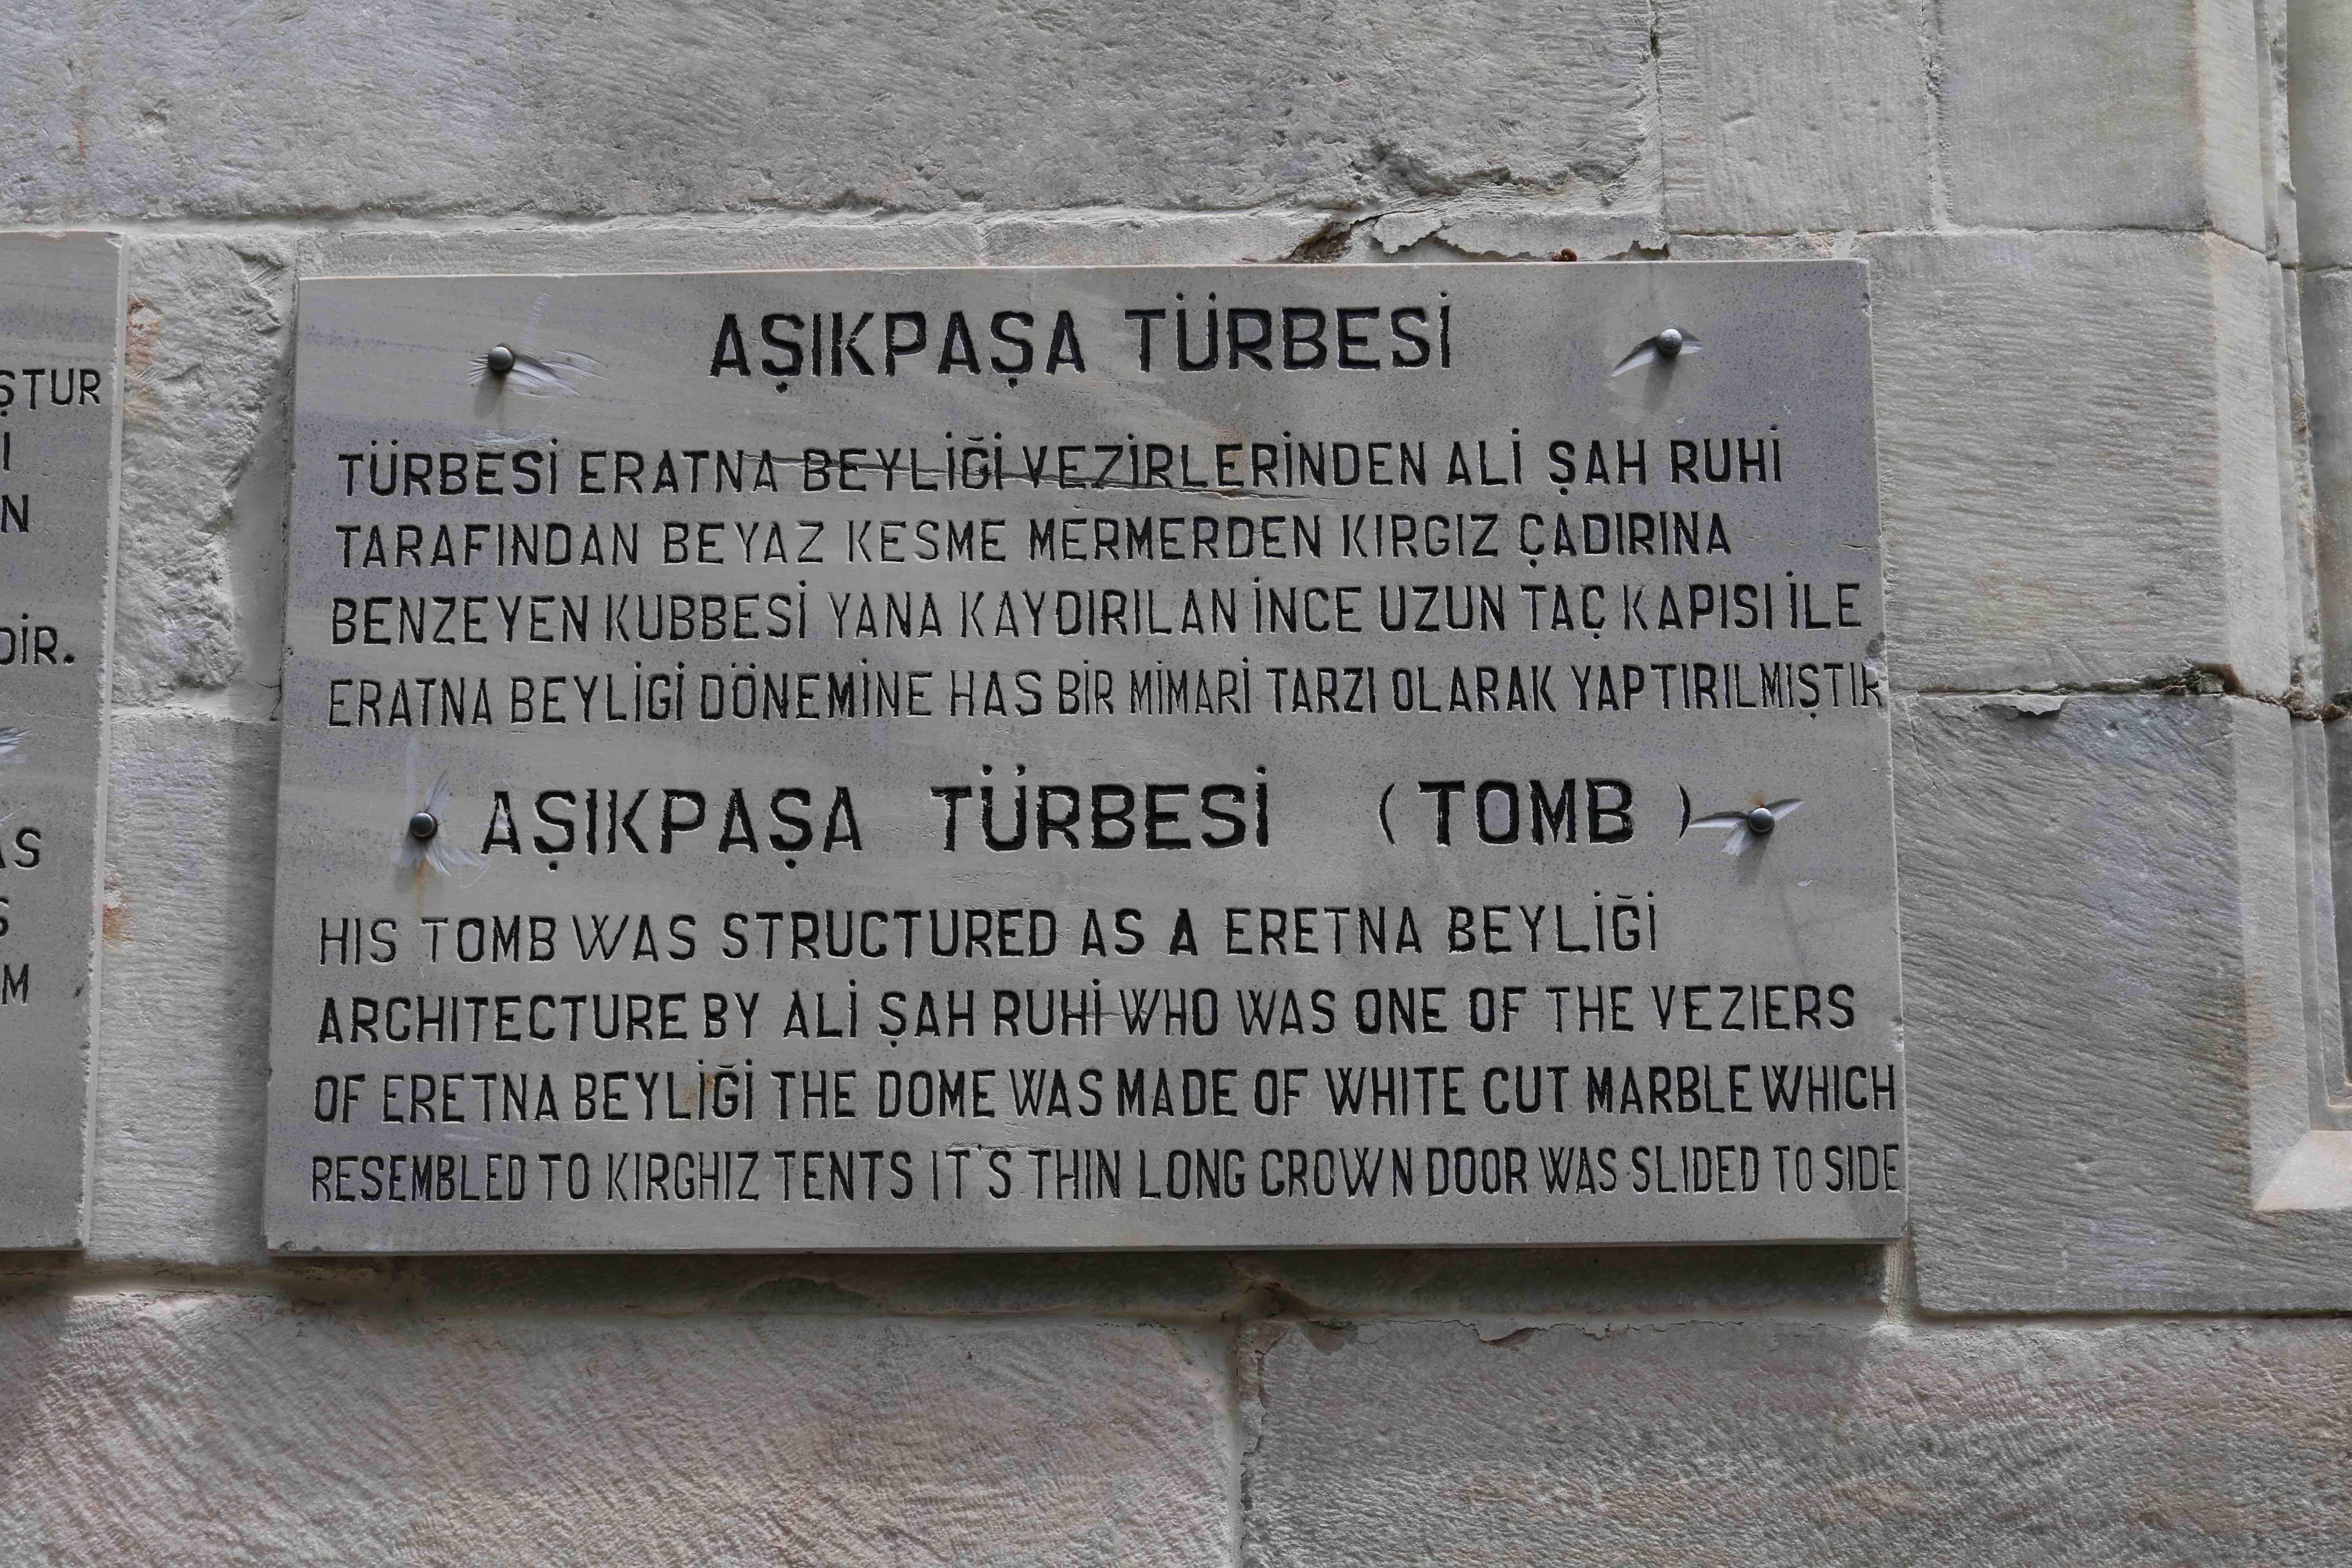 AŞIKPAŞA TÜRBESİ
TÜRBESİ ERATNA BEYLİĞİ VEZİRLERİNDEN ALİ ŞAH RUHİ
TARAFINDAN BEYAZ KESME MERMERDEN KIRGIZ ÇADIRINA
BENZEYEN KUBBESİ YANA KAYDIRILAN İNCE UZUN TAÇ KAPISI İLE
ERATNA BEYLİGİ DÖNEMİNE HAS BİR MİMARİ TARZI OLARAK YAPTIRILMIŞTIR
AŞIKPAŞA TÜRBESİ (TOMB)
HIS TOMB WAS STRUCTURED AS A ERETNA BEYLİĞİ
ARCHITECTURE BY ALİ ŞAH RUHİ WHO WAS ONE OF THE VEZIERS
OF ERETNA BEYLİĞİ THE DOME WAS MADE OF WHITE CUT MARBLE WHICH
RESEMBLED TO KIRGHIZ TENTS IT'S THIN LONG CROWN DOOR WAS SLIDED TO SIDE